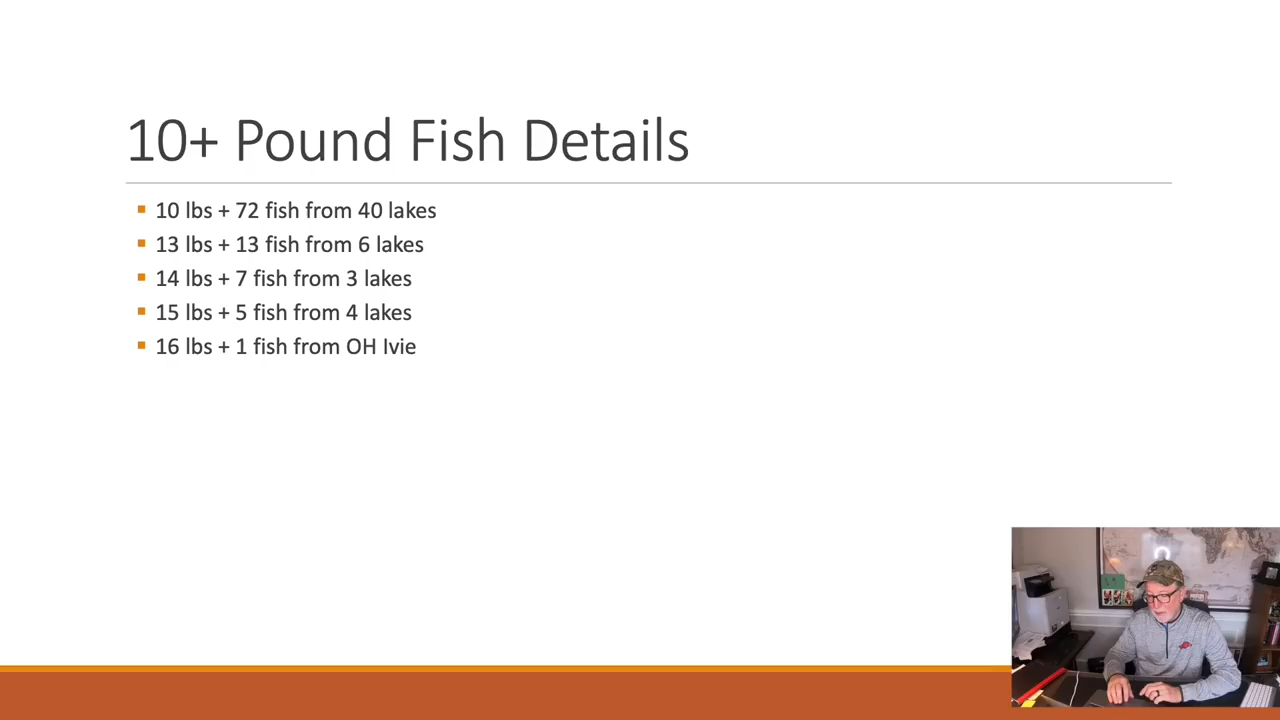 10+ Pound Fish Details
10 lbs + 72 fish from 40 lakes
13 lbs + 13 fish from 6 lakes
14 lbs + 7 fish from 3 lakes
15 lbs + 5 fish from 4 lakes
16 lbs + 1 fish from OH Ivie